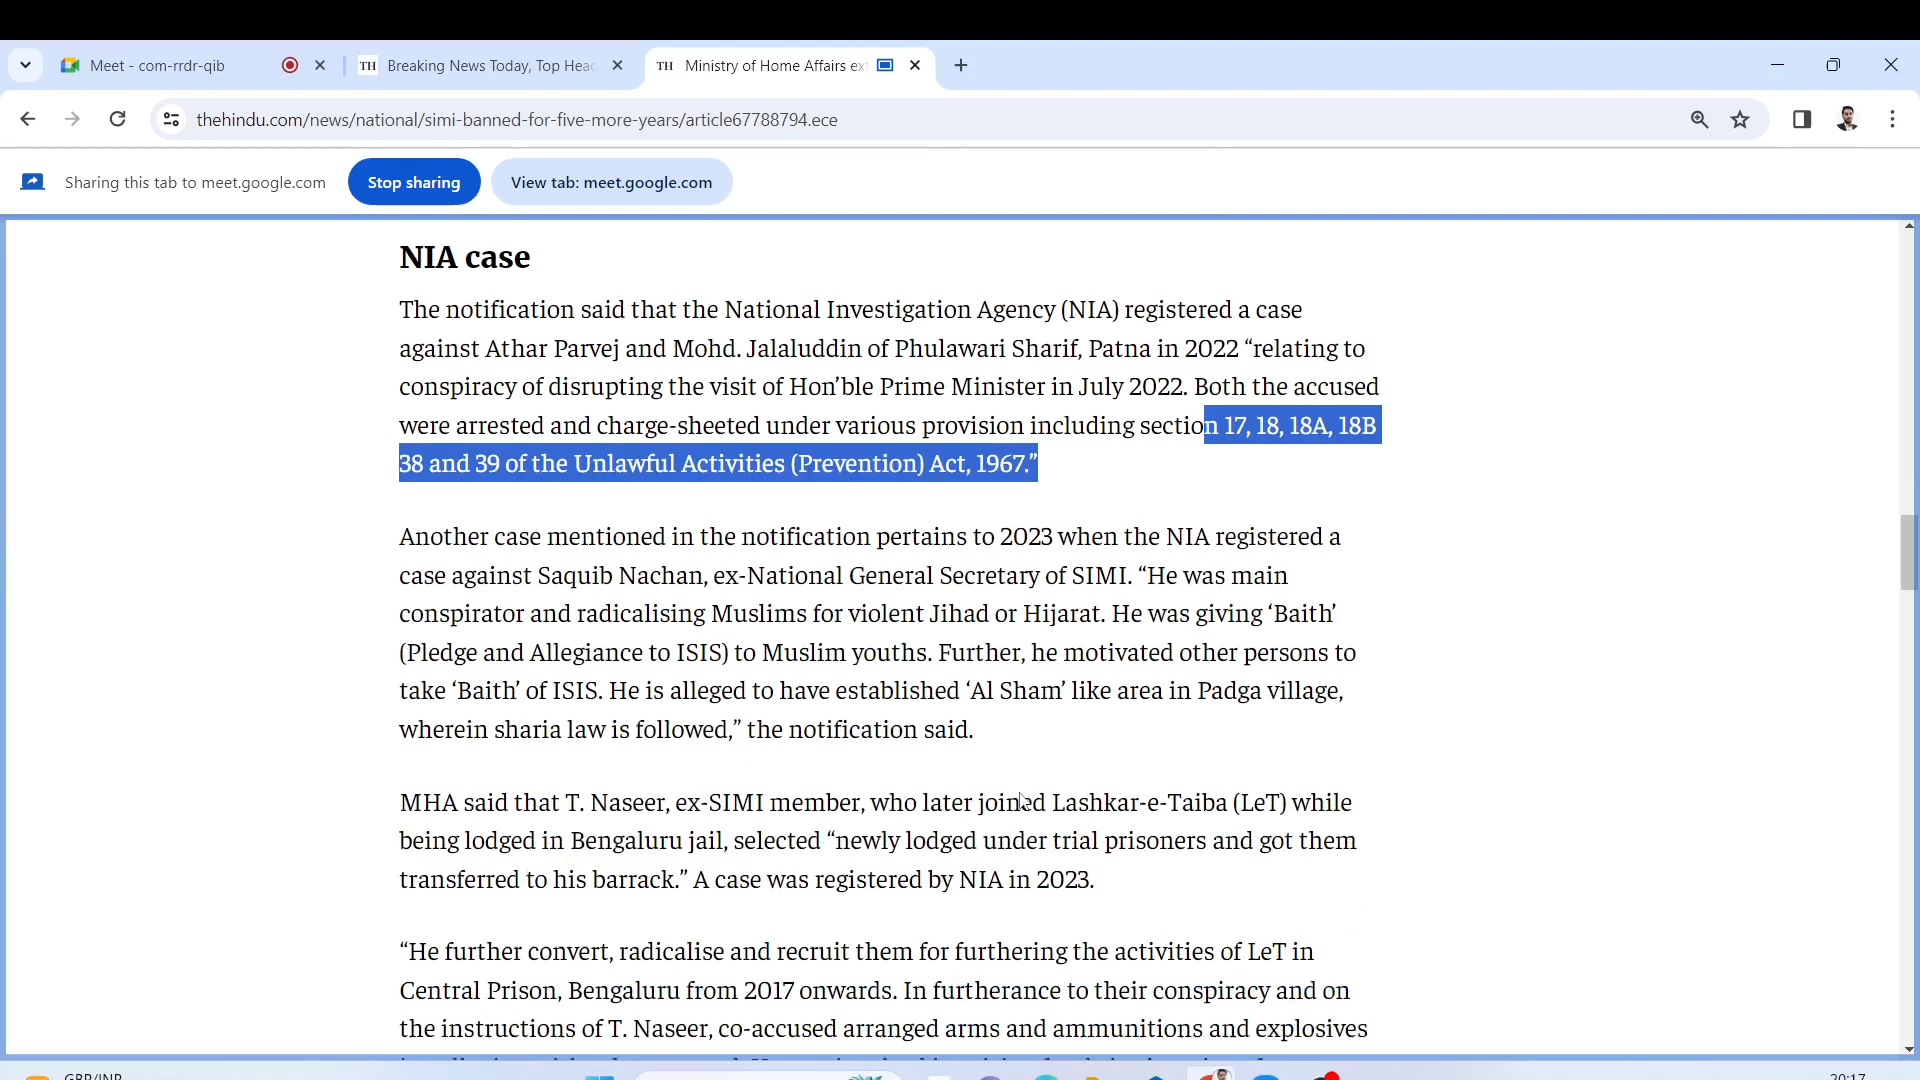 Meet - com-rrdr-qib
TH Breaking News Today, Top Head
TH Ministry of Home Affairs ex
thehindu.com/news/national/simi-banned-for-five-more-years/article67788794.ece
Sharing this tab to meet.google.com
Stop sharing
View tab: meet.google.com
NIA case
The notification said that the National Investigation Agency (NIA) registered a case
against Athar Parvej and Mohd. Jalaluddin of Phulawari Sharif, Patna in 2022 “relating to
conspiracy of disrupting the visit of Hon’ble Prime Minister in July 2022. Both the accused
were arrested and charge-sheeted under various provision including section 17, 18, 18A, 18B
38 and 39 of the Unlawful Activities (Prevention) Act, 1967.”
Another case mentioned in the notification pertains to 2023 when the NIA registered a
case against Saquib Nachan, ex-National General Secretary of SIMI. “He was main
conspirator and radicalising Muslims for violent Jihad or Hijarat. He was giving ‘Baith’
(Pledge and Allegiance to ISIS) to Muslim youths. Further, he motivated other persons to
take ‘Baith’ of ISIS. He is alleged to have established ‘Al Sham’ like area in Padga village,
wherein sharia law is followed,” the notification said.
MHA said that T. Naseer, ex-SIMI member, who later joined Lashkar-e-Taiba (LeT) while
being lodged in Bengaluru jail, selected “newly lodged under trial prisoners and got them
transferred to his barrack.” A case was registered by NIA in 2023.
“He further convert, radicalise and recruit them for furthering the activities of LeT in
Central Prison, Bengaluru from 2017 onwards. In furtherance to their conspiracy and on
the instructions of T. Naseer, co-accused arranged arms and ammunitions and explosives
GBP/INR
20:17